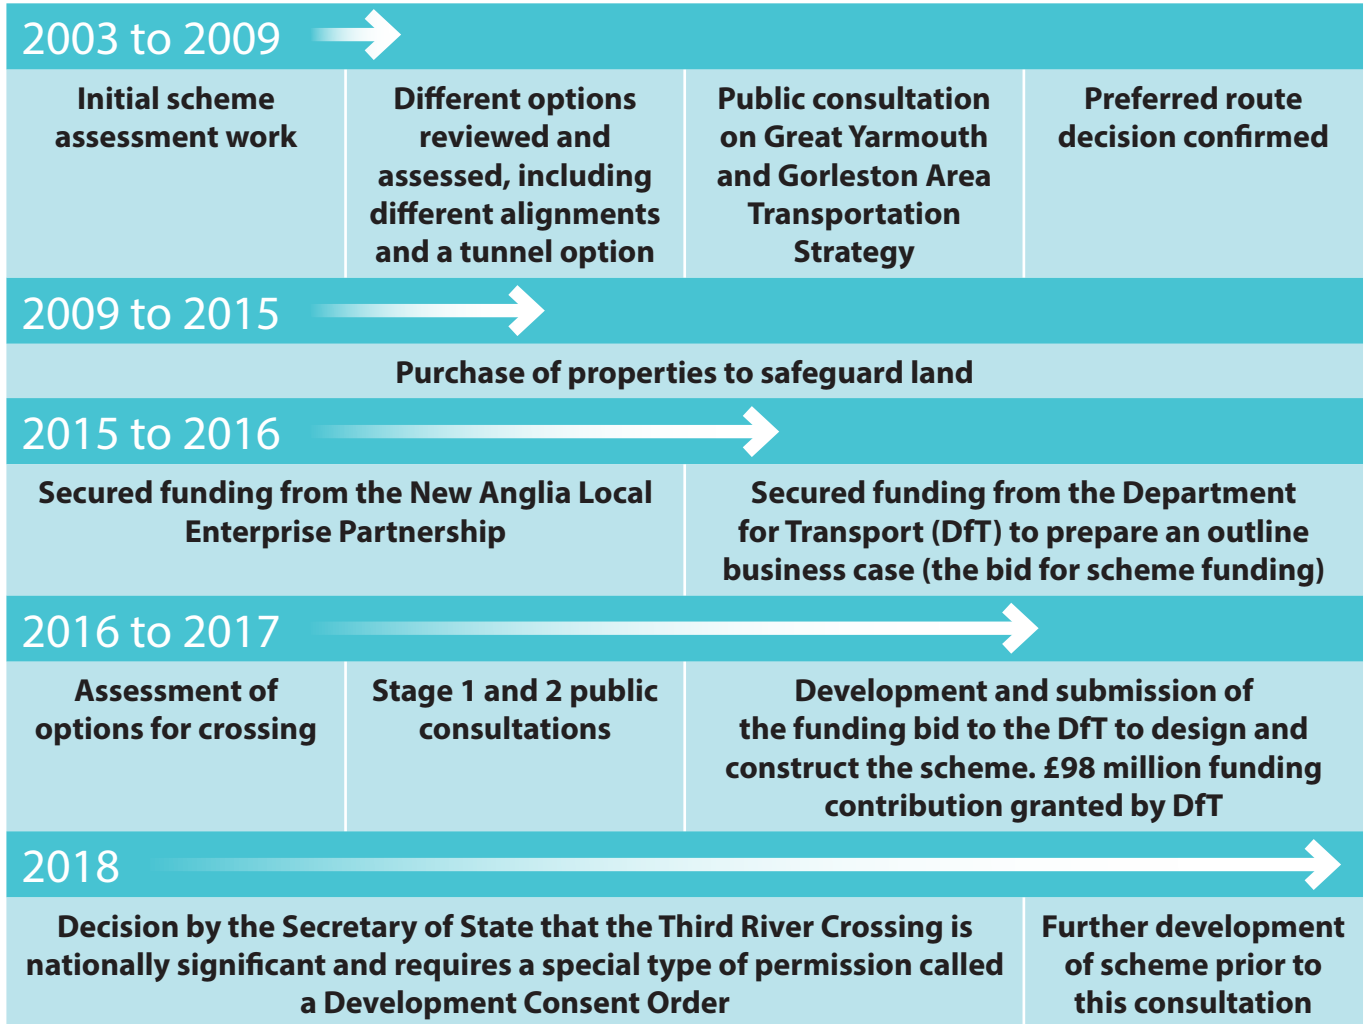 2003 to 2009
Initial scheme
assessment work
Different options
reviewed and
assessed, including
different alignments
and a tunnel option
Public consultation
on Great Yarmouth
and Gorleston Area
Transportation
Strategy
Preferred route
decision confirmed
2009 to 2015
Purchase of properties to safeguard land
2015 to 2016
Secured funding from the New Anglia Local
Enterprise Partnership
Secured funding from the Department
for Transport (DfT) to prepare an outline
business case (the bid for scheme funding)
2016 to 2017
Assessment of
options for crossing
Stage 1 and 2 public
consultations
Development and submission of
the funding bid to the DfT to design and
construct the scheme. £98 million funding
contribution granted by DfT
2018
Decision by the Secretary of State that the Third River Crossing is
nationally significant and requires a special type of permission called
a Development Consent Order
Further development
of scheme prior to
this consultation